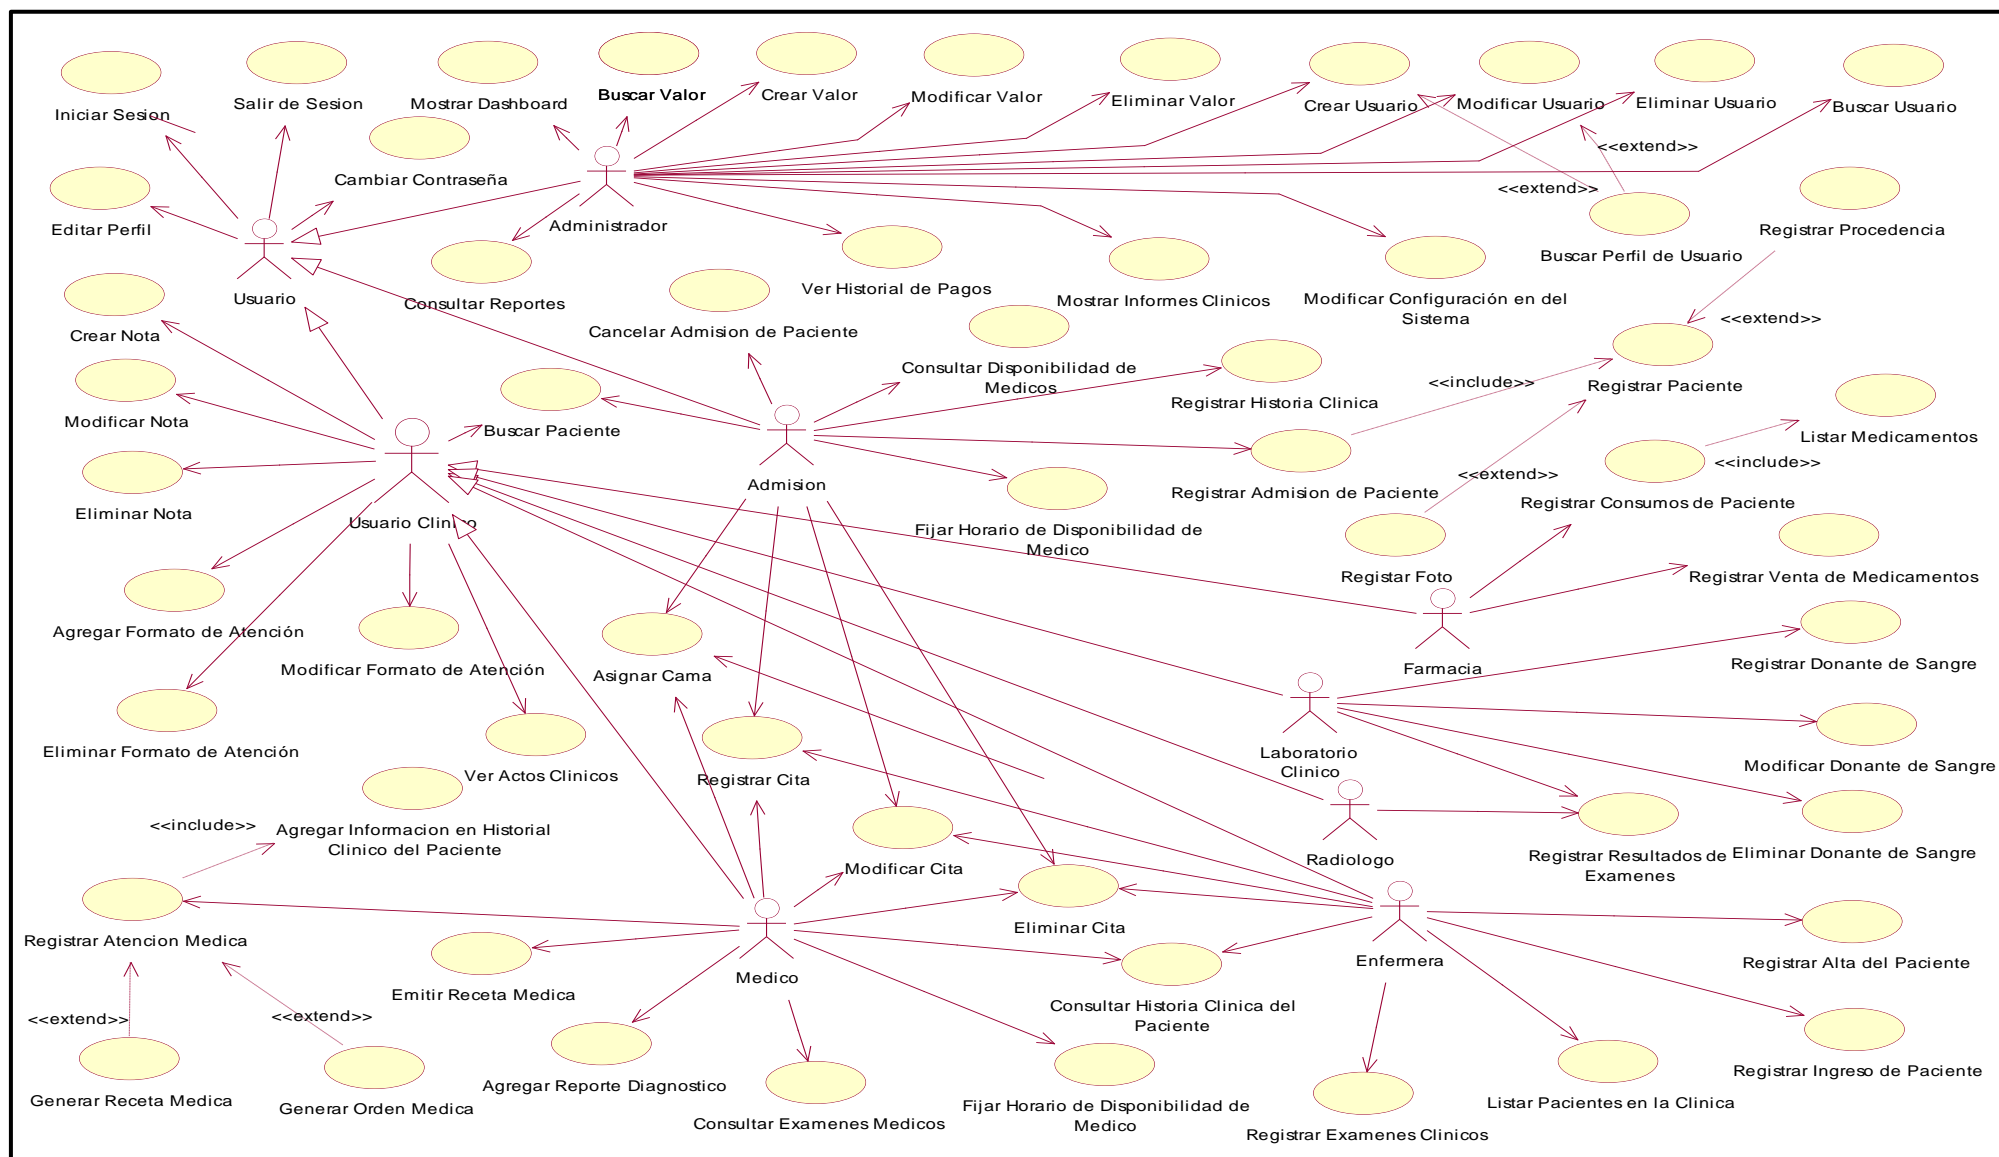 Iniciar Sesion
Salir de Sesion
Mostrar Dashboard
Buscar Valor
Crear Valor
Modificar Valor
Eliminar Valor
Crear Usuario
Modificar Usuario
Eliminar Usuario
Buscar Usuario
<<extend>>
<<extend>>
Cambiar Contraseña
Editar Perfil
Administrador
Registrar Procedencia
Buscar Perfil de Usuario
Usuario
Consultar Reportes
Ver Historial de Pagos
Mostrar Informes Clinicos
Modificar Configuración en del
Sistema
<<extend>>
Crear Nota
Cancelar Admision de Paciente
Consultar Disponibilidad de
Medicos
<<include>>
Registrar Paciente
Modificar Nota
Buscar Paciente
Registrar Historia Clinica
Listar Medicamentos
<<include>>
<<extend>>
Admision
Registrar Admision de Paciente
Registrar Consumos de Paciente
Eliminar Nota
Usuario Clinico
Fijar Horario de Disponibilidad de
Medico
Registar Foto
Registrar Venta de Medicamentos
Agregar Formato de Atención
Modificar Formato de Atención
Asignar Cama
Farmacia
Registrar Donante de Sangre
Eliminar Formato de Atención
Ver Actos Clinicos
Registrar Cita
Laboratorio
Clinico
Modificar Donante de Sangre
<<include>>
Agregar Informacion en Historial
Clinico del Paciente
Modificar Cita
Radiologo
Registrar Resultados de
Examenes
Eliminar Donante de Sangre
Registrar Atencion Medica
Eliminar Cita
Emitir Receta Medica
Medico
Enfermera
Registrar Alta del Paciente
Consultar Historia Clinica del
Paciente
<<extend>>
<<extend>>
Generar Receta Medica
Generar Orden Medica
Agregar Reporte Diagnostico
Consultar Examenes Medicos
Fijar Horario de Disponibilidad de
Medico
Registrar Examenes Clinicos
Listar Pacientes en la Clinica
Registrar Ingreso de Paciente